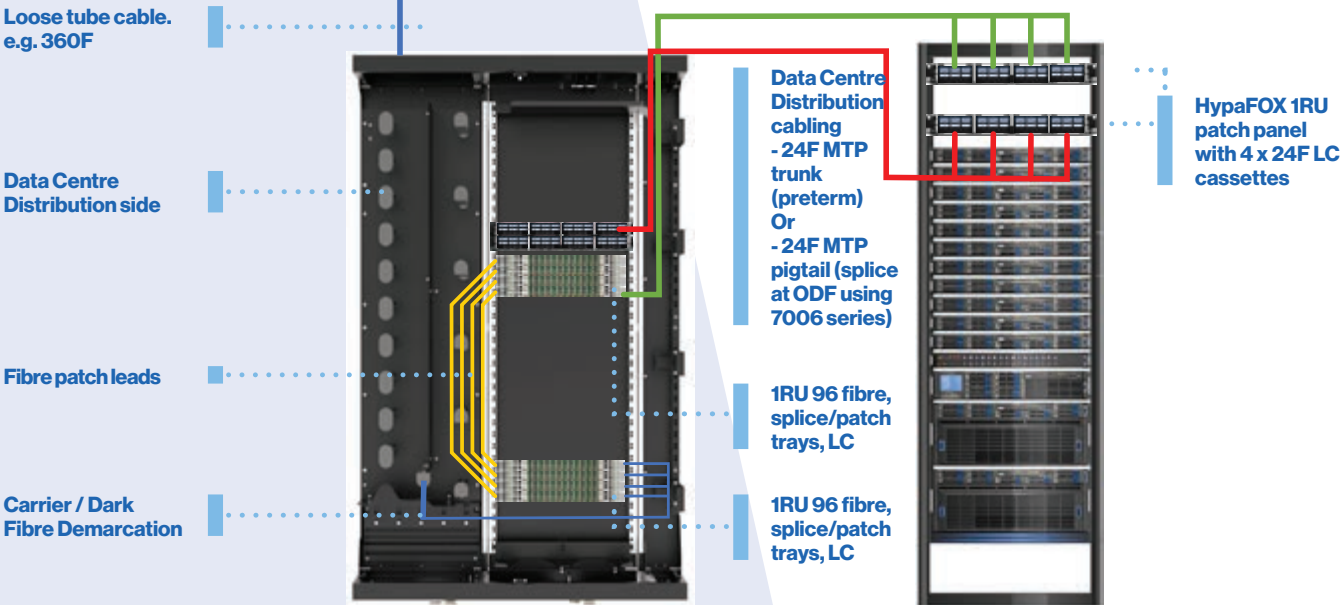 Loose tube cable.
e.g. 360F
Data Centre
Distribution side
Fibre patch leads
Carrier / Dark
Fibre Demarcation
Data Centre
Distribution
cabling
- 24F MTP
trunk
(preterm)
Or
- 24F MTP
pigtail (splice
at ODF using
7006 series)
1RU 96 fibre,
splice/patch
trays, LC
1RU 96 fibre,
splice/patch
trays, LC
HypaFOX 1RU
patch panel
with 4 x 24F LC
cassettes